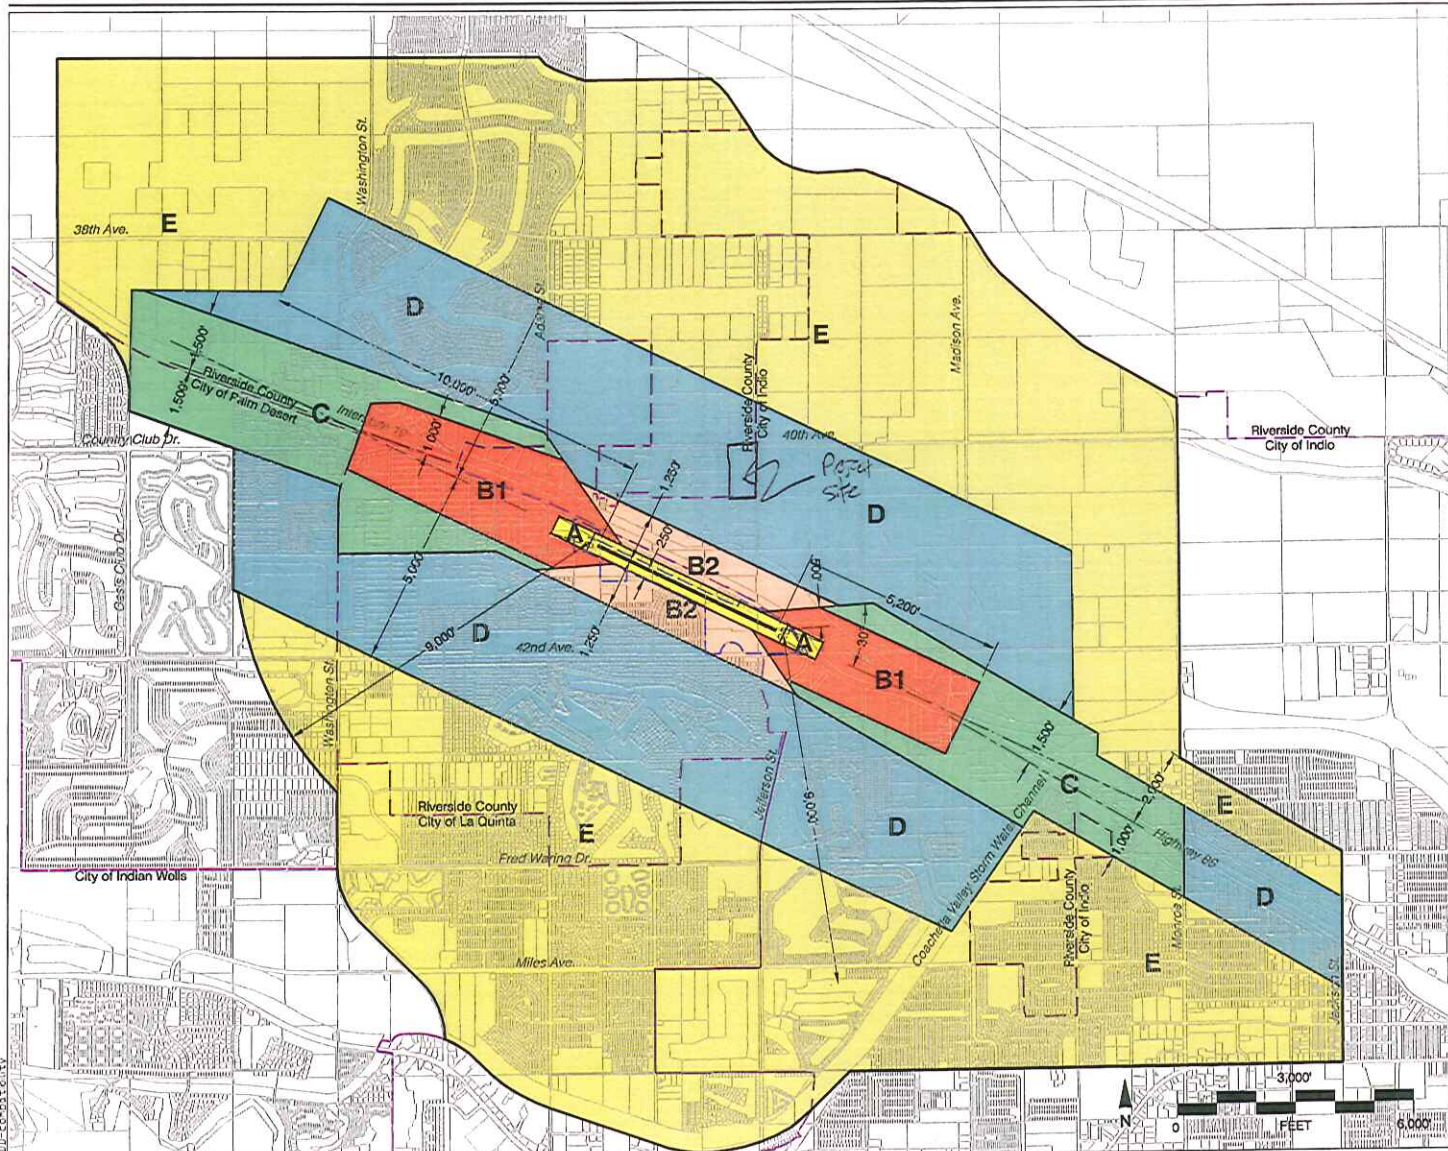 Washington St.
38th Ave.
E
D
Adams St.
E
Madison Ave.
1,500'
1,500'
10,000'
5,000'
Riverside County
City of Palm Desert
C
Country Club Dr.
1,000'
Riverside County
City of Indio
40th Ave.
Project
site
Riverside County
City of Indio
B1
1,250'
250'
A
D
B2
B2
500'
5,200'
Oasis Club Dr.
5,000'
9,000'
D
42nd Ave.
1,250'
A
30°
B1
Washington St.
Jefferson St.
9,000'
1,500'
C
2,000'
E
1,000'
Highway 86
Riverside County
City of La Quinta
E
D
Fred Waring Dr.
City of Indian Wells
Coachella Valley Storm Water Channel
Riverside County
City of Indio
Monroe St.
D
Miles Ave.
E
Jackson St.
N
3,000'
0
FEET
6,000'